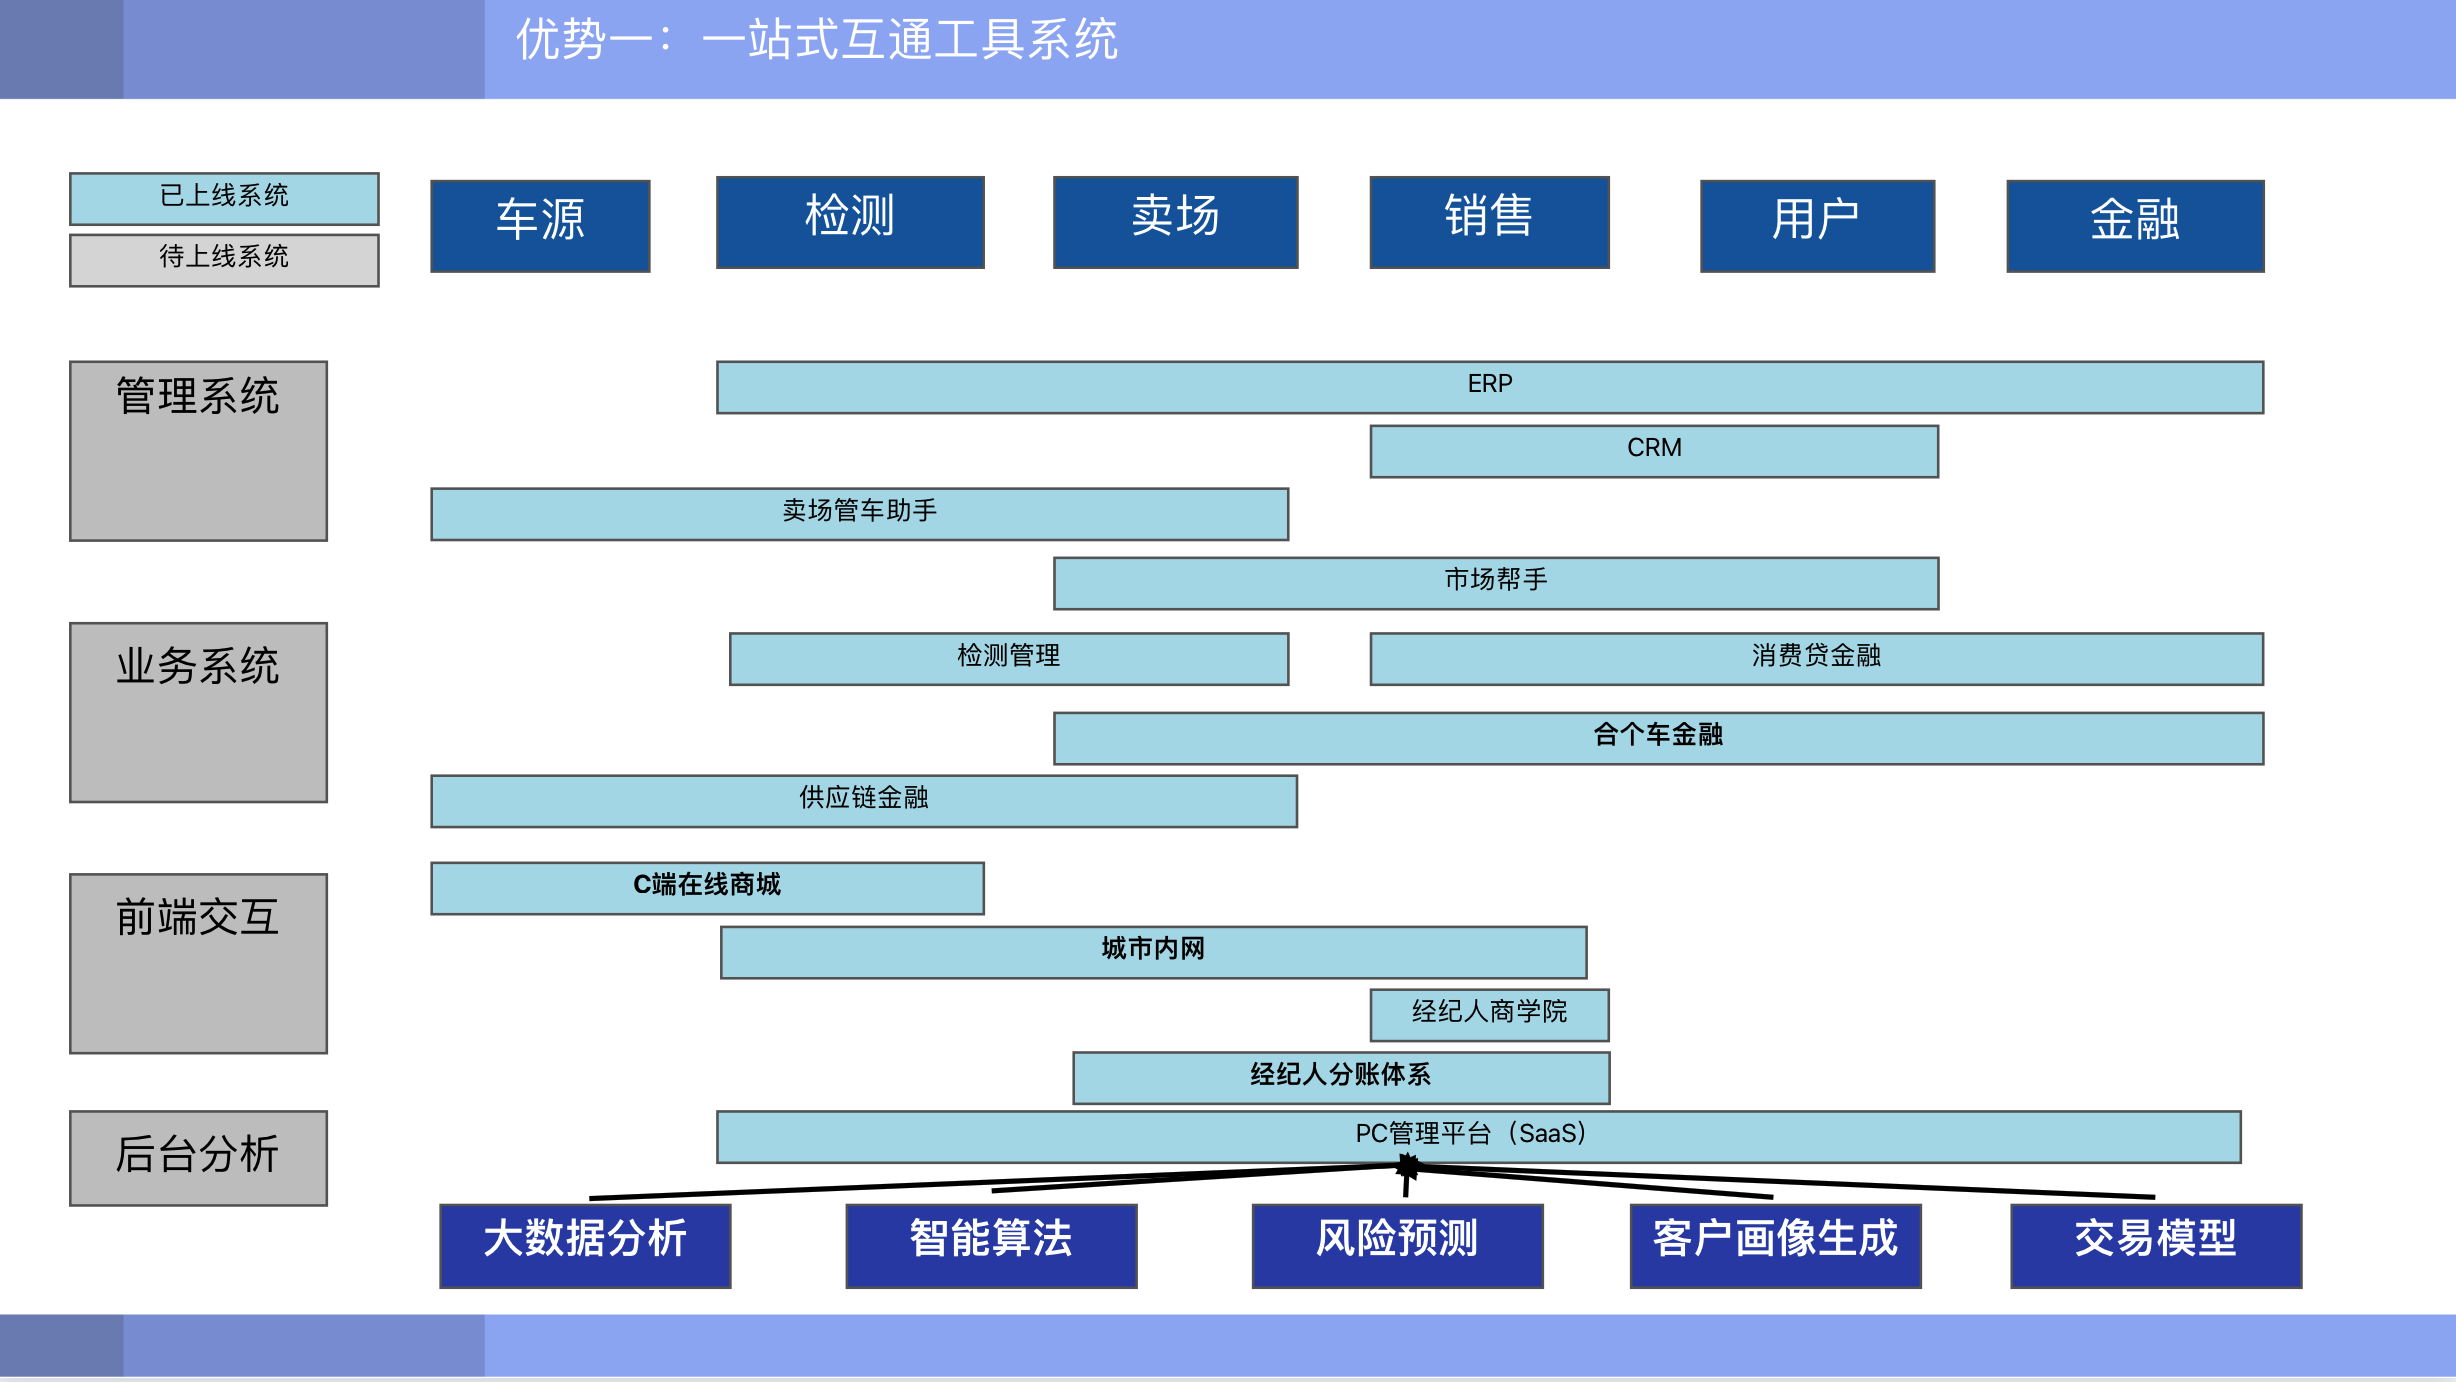 优势一：一站式互通工具系统
已上线系统
待上线系统
车源
检测
卖场
销售
用户
金融
管理系统
ERP
CRM
卖场管车助手
市场帮手
业务系统
检测管理
消费贷金融
合个车金融
供应链金融
前端交互
C端在线商城
城市内网
经纪人商学院
经纪人分账体系
后台分析
PC管理平台（SaaS）
大数据分析
智能算法
风险预测
客户画像生成
交易模型